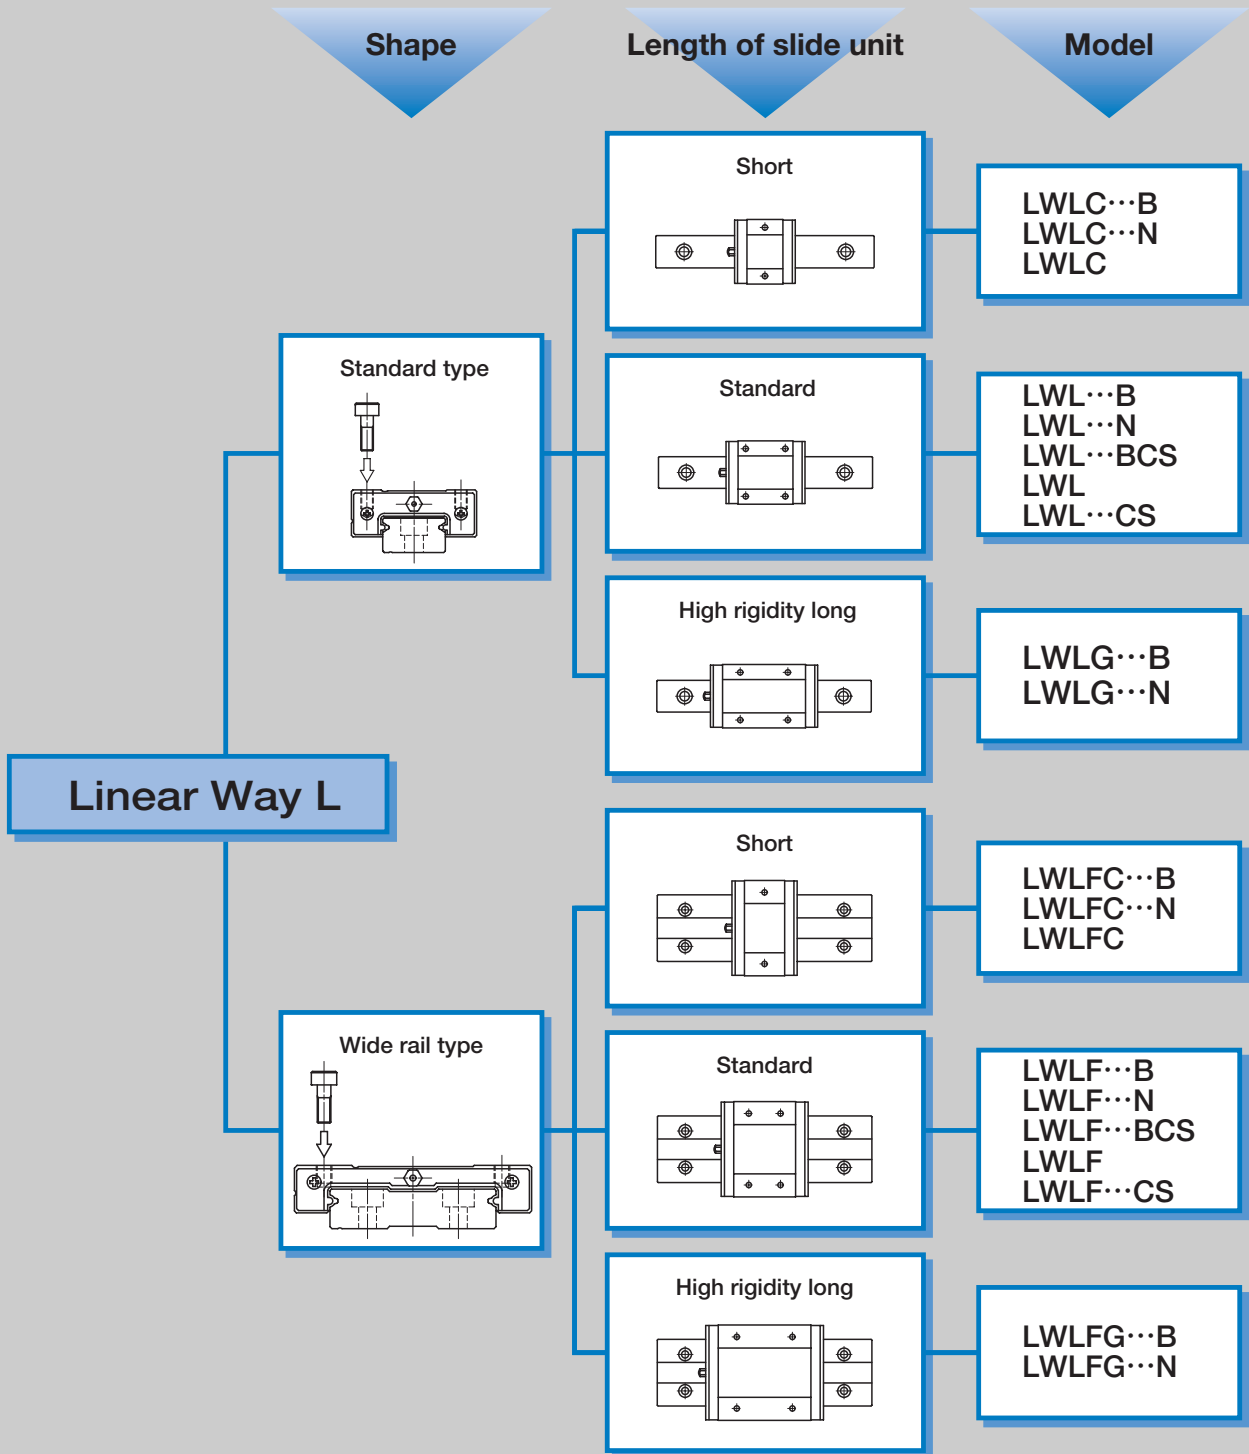 Shape
Length of slide unit
Model
Short
LWLC···B
LWLC···N
LWLC
Standard type
Standard
LWL···B
LWL···N
LWL···BCS
LWL
LWL···CS
High rigidity long
LWLG···B
LWLG···N
Linear Way L
Short
LWLFC···B
LWLFC···N
LWLFC
Wide rail type
Standard
LWLF···B
LWLF···N
LWLF···BCS
LWLF
LWLF···CS
High rigidity long
LWLFG···B
LWLFG···N